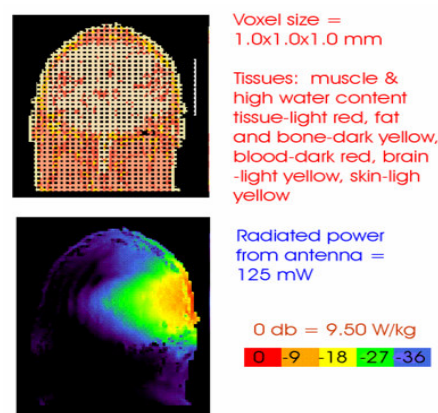 Voxel size =
1.0x1.0x1.0 mm
Tissues: muscle &
high water content
tissue-light red, fat
and bone-dark yellow,
blood-dark red, brain
-light yellow, skin-ligh
yellow
Radiated power
from antenna =
125 mW
0 db = 9.50 W/kg
0 -9 -18 -27 -36